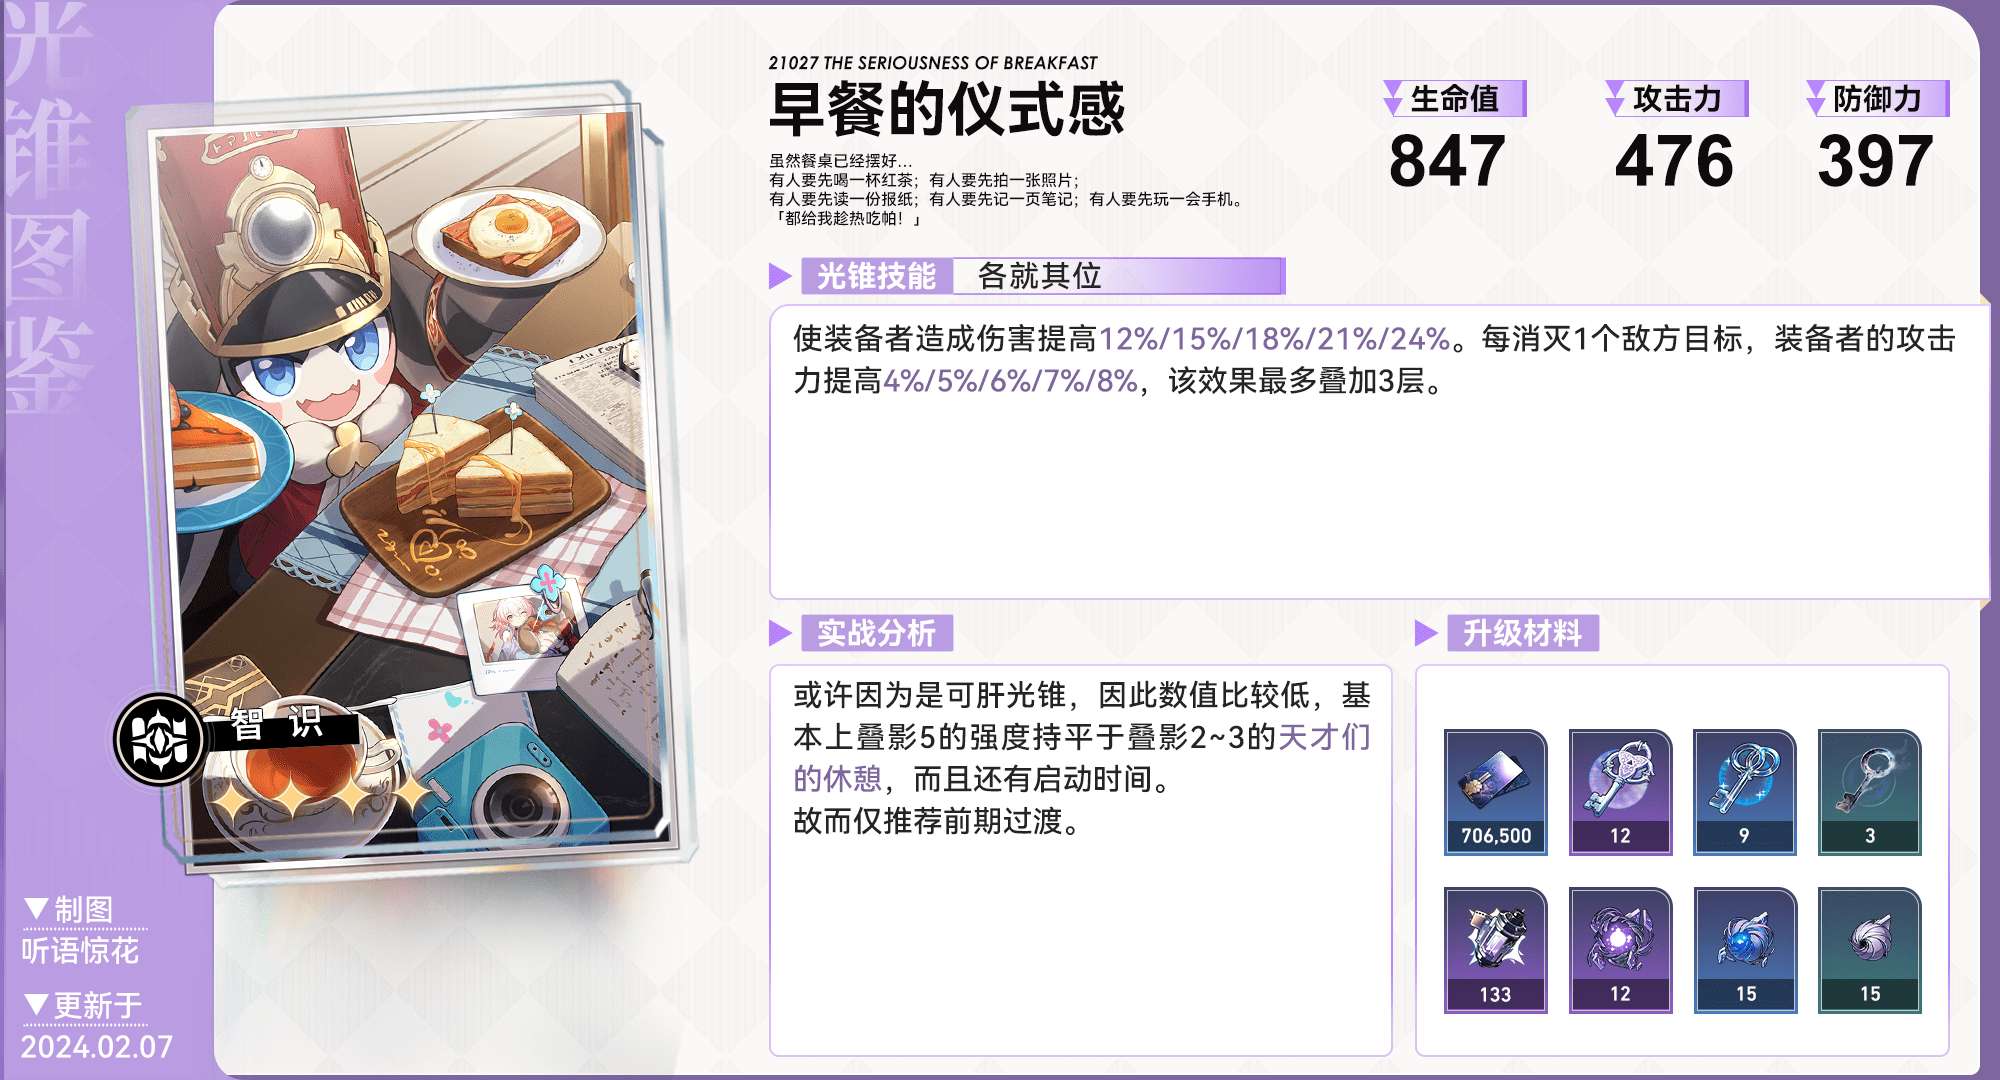 光锥图鉴
21027 THE SERIOUSNESS OF BREAKFAST
早餐的仪式感
虽然餐桌已经摆好…
有人要先喝一杯红茶；有人要先拍一张照片；
有人要先读一份报纸；有人要先记一页笔记；有人要先玩一会手机。
「都给我趁热吃帕！」
生命值
847
攻击力
476
防御力
397
光锥技能
各就其位
使装备者造成伤害提高12%/15%/18%/21%/24%。每消灭1个敌方目标，装备者的攻击
力提高4%/5%/6%/7%/8%，该效果最多叠加3层。
智 识
实战分析
或许因为是可肝光锥，因此数值比较低，基
本上叠影5的强度持平于叠影2~3的天才们
的休憩，而且还有启动时间。
故而仅推荐前期过渡。
升级材料
706,500
12
9
3
133
12
15
15
制图
听语惊花
更新于
2024.02.07